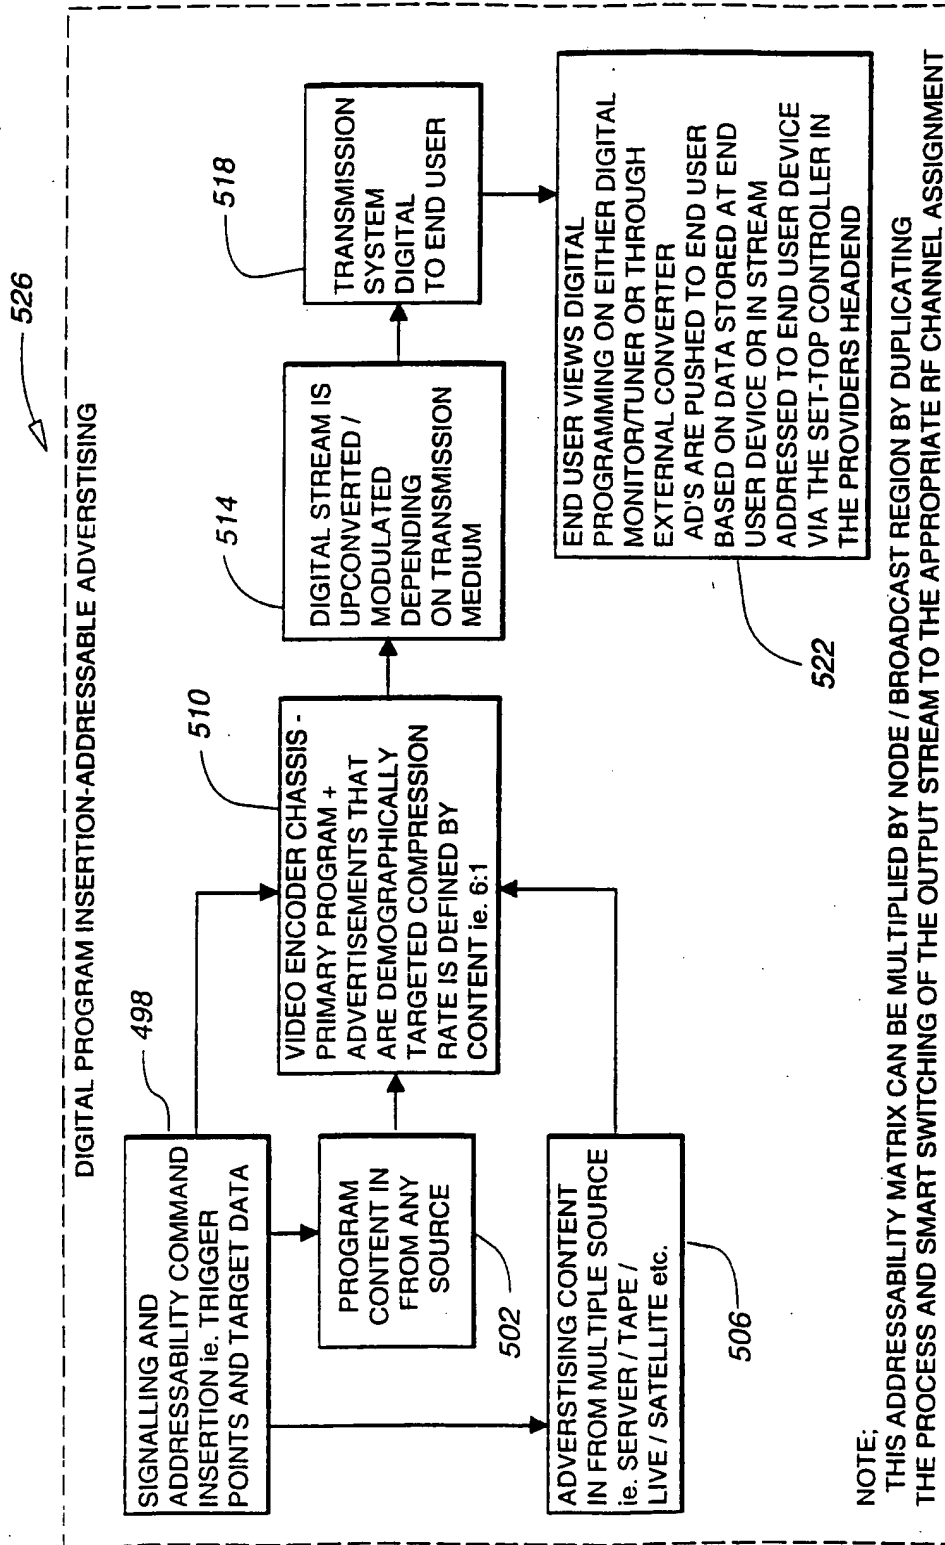 526
DIGITAL PROGRAM INSERTION-ADDRESSABLE ADVERSTISING
498
SIGNALLING AND
ADDRESSABILITY COMMAND
INSERTION ie. TRIGGER
POINTS AND TARGET DATA
PROGRAM
CONTENT IN
FROM ANY
SOURCE
502
ADVERSTISING CONTENT
IN FROM MULTIPLE SOURCE
ie. SERVER / TAPE /
LIVE / SATELLITE etc.
506
510
VIDEO ENCODER CHASSIS -
PRIMARY PROGRAM +
ADVERTISEMENTS THAT
ARE DEMOGRAPHICALLY
TARGETED COMPRESSION
RATE IS DEFINED BY
CONTENT ie. 6:1
514
DIGITAL STREAM IS
UPCONVERTED /
MODULATED
DEPENDING
ON TRANSMISSION
MEDIUM
518
TRANSMISSION
SYSTEM
DIGITAL
TO END USER
END USER VIEWS DIGITAL
PROGRAMMING ON EITHER DIGITAL
MONITOR/TUNER OR THROUGH
EXTERNAL CONVERTER
AD'S ARE PUSHED TO END USER
BASED ON DATA STORED AT END
USER DEVICE OR IN STREAM
ADDRESSED TO END USER DEVICE
VIA THE SET-TOP CONTROLLER IN
THE PROVIDERS HEADEND
522
NOTE;
THIS ADDRESSABILITY MATRIX CAN BE MULTIPLIED BY NODE / BROADCAST REGION BY DUPLICATING
THE PROCESS AND SMART SWITCHING OF THE OUTPUT STREAM TO THE APPROPRIATE RF CHANNEL ASSIGNMENT